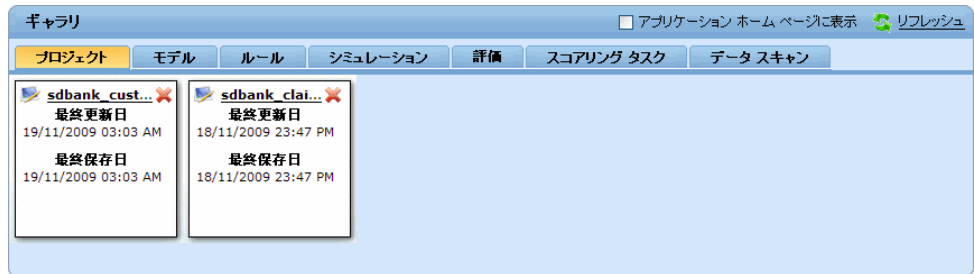 ギャラリ
アプリケーション ホーム ページに表示 リフレッシュ
プロジェクト モデル ルール シミュレーション 評価 スコアリング タスク データ スキャン
sdbank_cust... sdbank_clai...
最終更新日 最終更新日
19/11/2009 03:03 AM 18/11/2009 23:47 PM
最終保存日 最終保存日
19/11/2009 03:03 AM 18/11/2009 23:47 PM